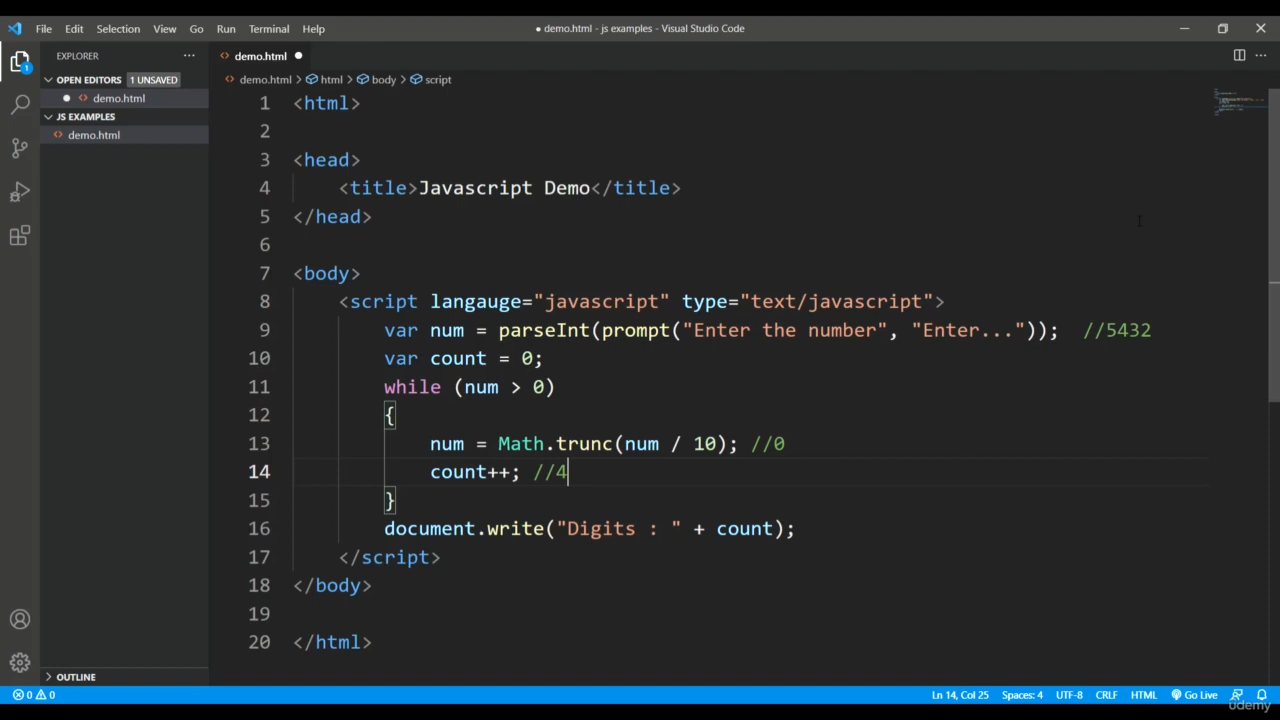 File Edit Selection View Go Run Terminal Help
● demo.html - js examples - Visual Studio Code
EXPLORER ···
OPEN EDITORS 1 UNSAVED
demo.html
JS EXAMPLES
demo.html
OUTLINE
1
demo.html
demo.html > html > body > script
1 <html>
2
3 <head>
4 <title>Javascript Demo</title>
5 </head>
6
7 <body>
8 <script langauge="javascript" type="text/javascript">
9 var num = parseInt(prompt("Enter the number", "Enter...")); //5432
10 var count = 0;
11 while (num > 0)
12 {
13 num = Math.trunc(num / 10); //0
14 count++; //4
15 }
16 document.write("Digits : " + count);
17 </script>
18 </body>
19
20 </html>
0 0 Ln 14, Col 25 Spaces: 4 UTF-8 CRLF HTML Go Live
udemy